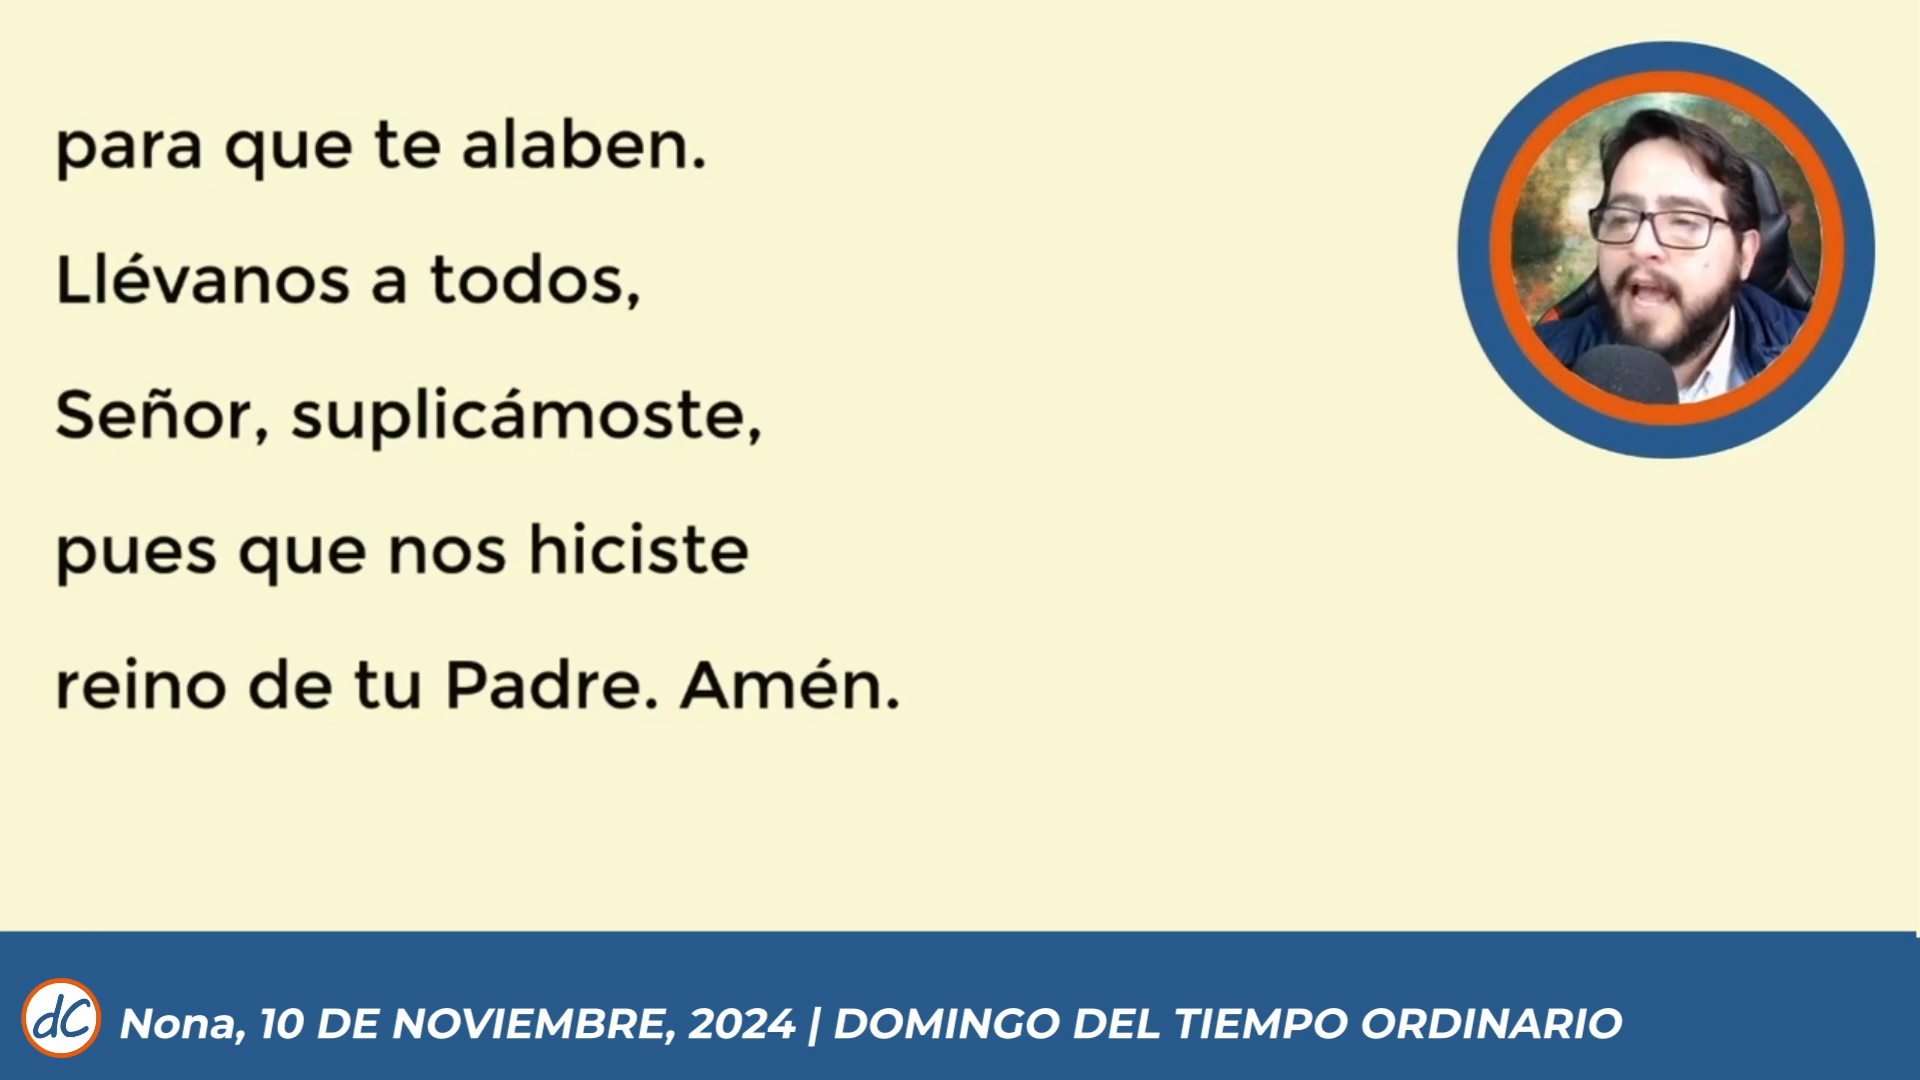 para que te alaben.
Llévanos a todos,
Señor, suplicámoste,
pues que nos hiciste
reino de tu Padre. Amén.
dC Nona, 10 DE NOVIEMBRE, 2024 | DOMINGO DEL TIEMPO ORDINARIO